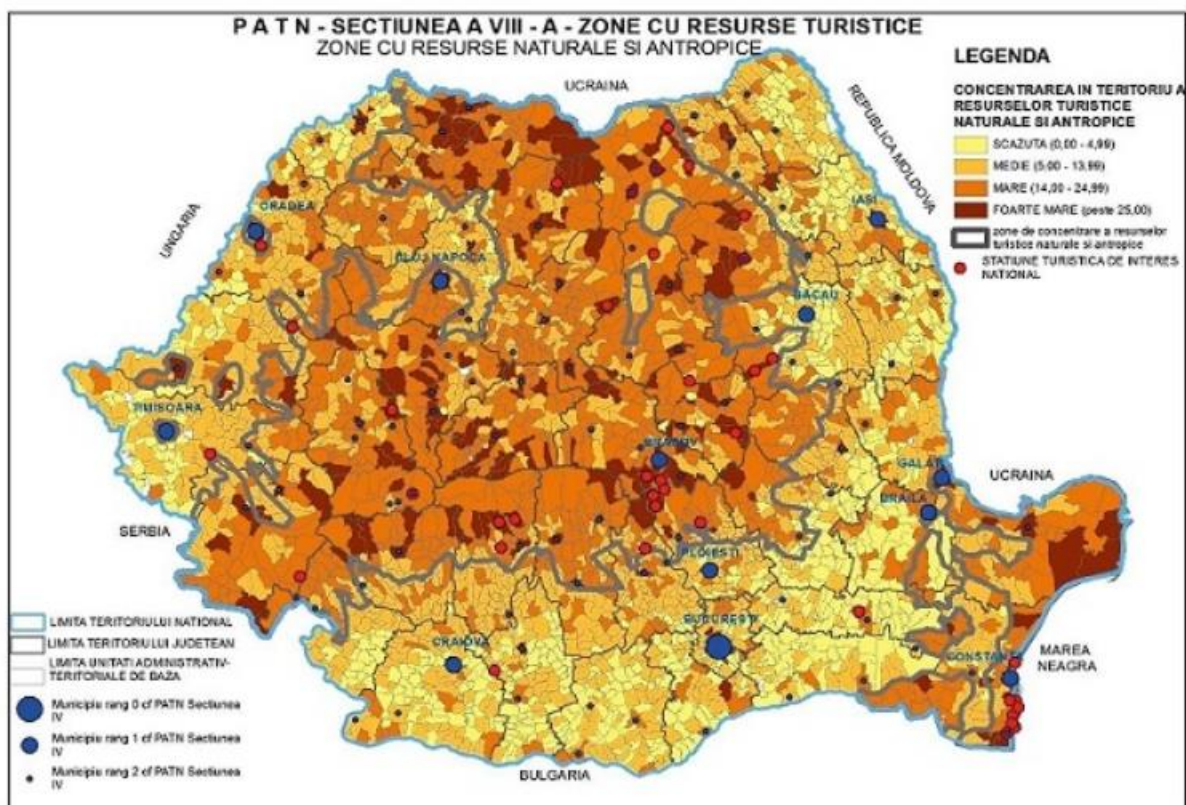 P A T N - SECTIUNEA A VIII - A - ZONE CU RESURSE TURISTICE
ZONE CU RESURSE NATURALE SI ANTROPICE
UCRAINA
REPUBLICA MOLDOVA
UNGARIA
ORADEA
CLUJ NAPOCA
IASI
BACAU
TIMISOARA
BRASOV
GALATI
UCRAINA
BRAILA
SERBIA
PLOIESTI
BUCURESTI
CRAIOVA
CONSTANTA
MAREA
NEAGRA
BULGARIA
LEGENDA
CONCENTRAREA IN TERITORIU A
RESURSELOR TURISTICE
NATURALE SI ANTROPICE
SCAZUTA (0,00 - 4,99)
MEDIE (5,00 - 13,99)
MARE (14,00 - 24,99)
FOARTE MARE (peste 25,00)
zone de concentrare a resurselor
turistice naturale si antropice
STATIUNE TURISTICA DE INTERES
NATIONAL
LIMITA TERITORIULUI NATIONAL
LIMITA TERITORIULUI JUDETEAN
LIMITA UNITATI ADMINISTRATIV-
TERITORIALE DE BAZA
Municipiu rang 0 cf PATN Sectiunea
IV
Municipiu rang 1 cf PATN Sectiunea
IV
Municipiu rang 2 cf PATN Sectiunea
IV